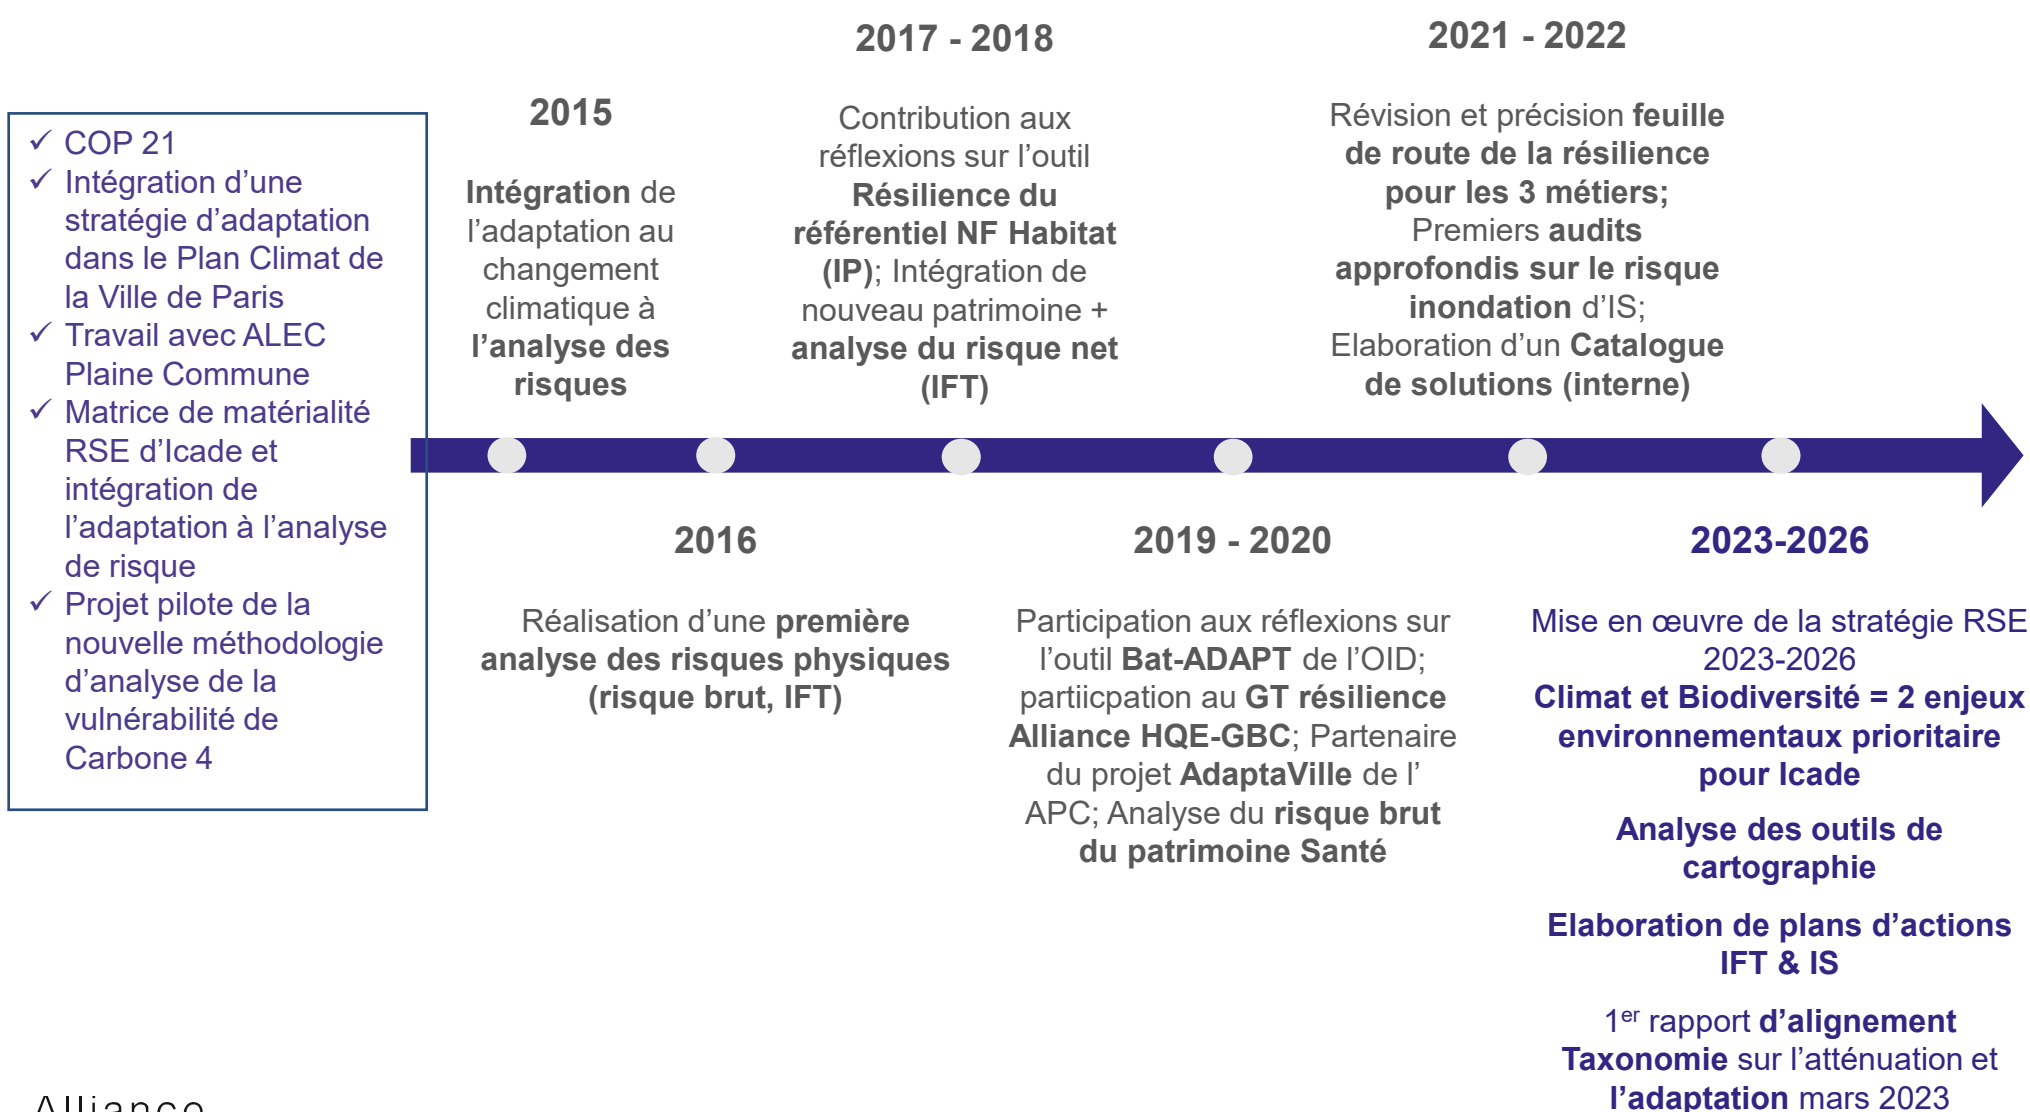 ✓ COP 21
✓ Intégration d’une
stratégie d’adaptation
dans le Plan Climat de
la Ville de Paris
✓ Travail avec ALEC
Plaine Commune
✓ Matrice de matérialité
RSE d’Icade et
intégration de
l’adaptation à l’analyse
de risque
✓ Projet pilote de la
nouvelle méthodologie
d’analyse de la
vulnérabilité de
Carbone 4
2015
Intégration de
l’adaptation au
changement
climatique à
l’analyse des
risques
2016
Réalisation d’une première
analyse des risques physiques
(risque brut, IFT)
2017 - 2018
Contribution aux
réflexions sur l’outil
Résilience du
référentiel NF Habitat
(IP); Intégration de
nouveau patrimoine +
analyse du risque net
(IFT)
2019 - 2020
Participation aux réflexions sur
l’outil Bat-ADAPT de l’OID;
partiicpation au GT résilience
Alliance HQE-GBC; Partenaire
du projet AdaptaVille de l’
APC; Analyse du risque brut
du patrimoine Santé
2021 - 2022
Révision et précision feuille
de route de la résilience
pour les 3 métiers;
Premiers audits
approfondis sur le risque
inondation d’IS;
Elaboration d’un Catalogue
de solutions (interne)
2023-2026
Mise en œuvre de la stratégie RSE
2023-2026
Climat et Biodiversité = 2 enjeux
environnementaux prioritaire
pour Icade
Analyse des outils de
cartographie
Elaboration de plans d’actions
IFT & IS
1er rapport d’alignement
Taxonomie sur l’atténuation et
l’adaptation mars 2023
Alliance